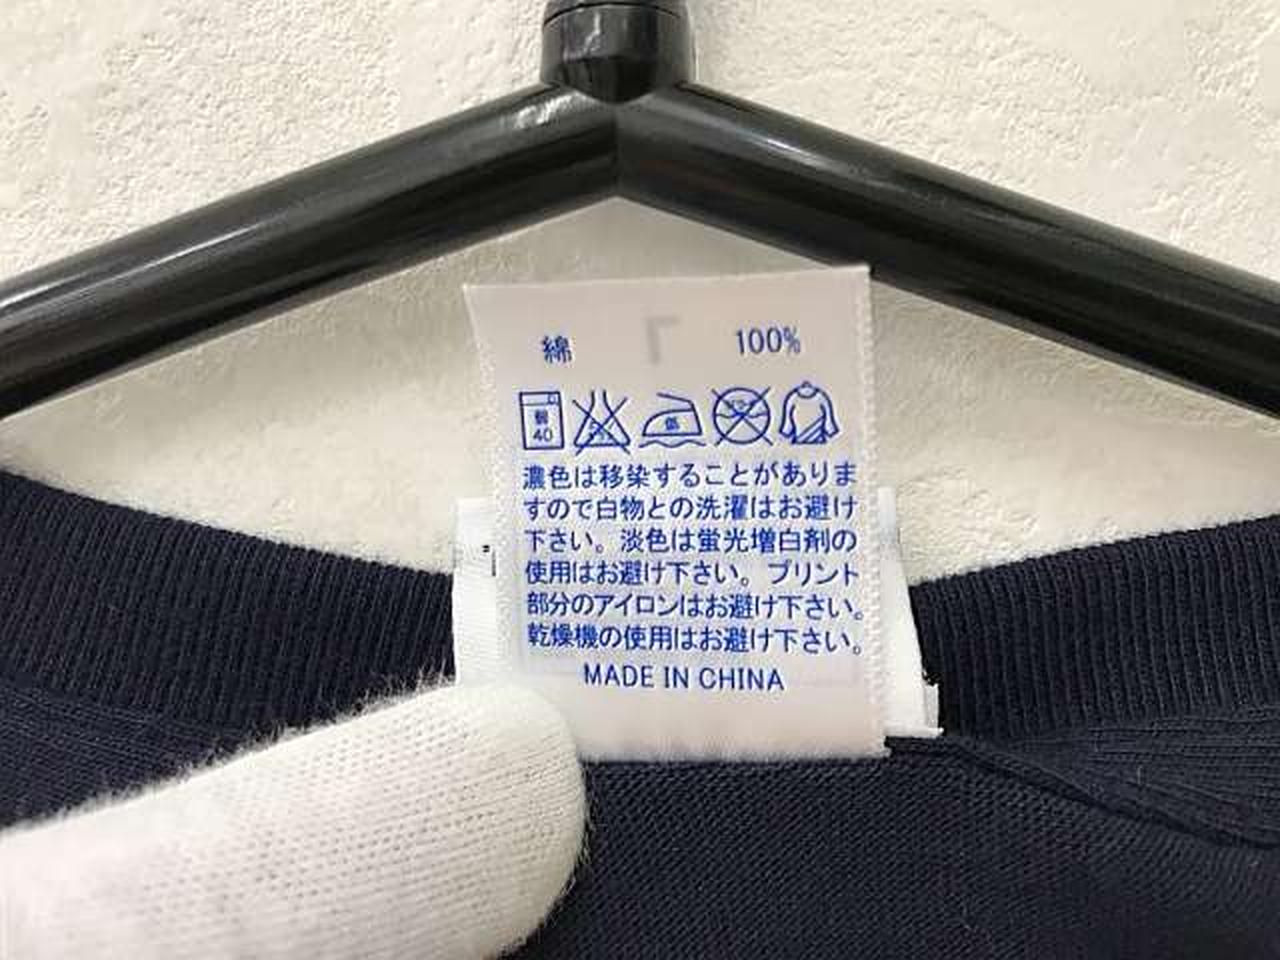 綿 100%
40
濃色は移染することがありま
すので白物との洗濯はお避け
下さい。淡色は蛍光増白剤の
使用はお避け下さい。プリント
部分のアイロンはお避け下さい。
乾燥機の使用はお避け下さい。
MADE IN CHINA